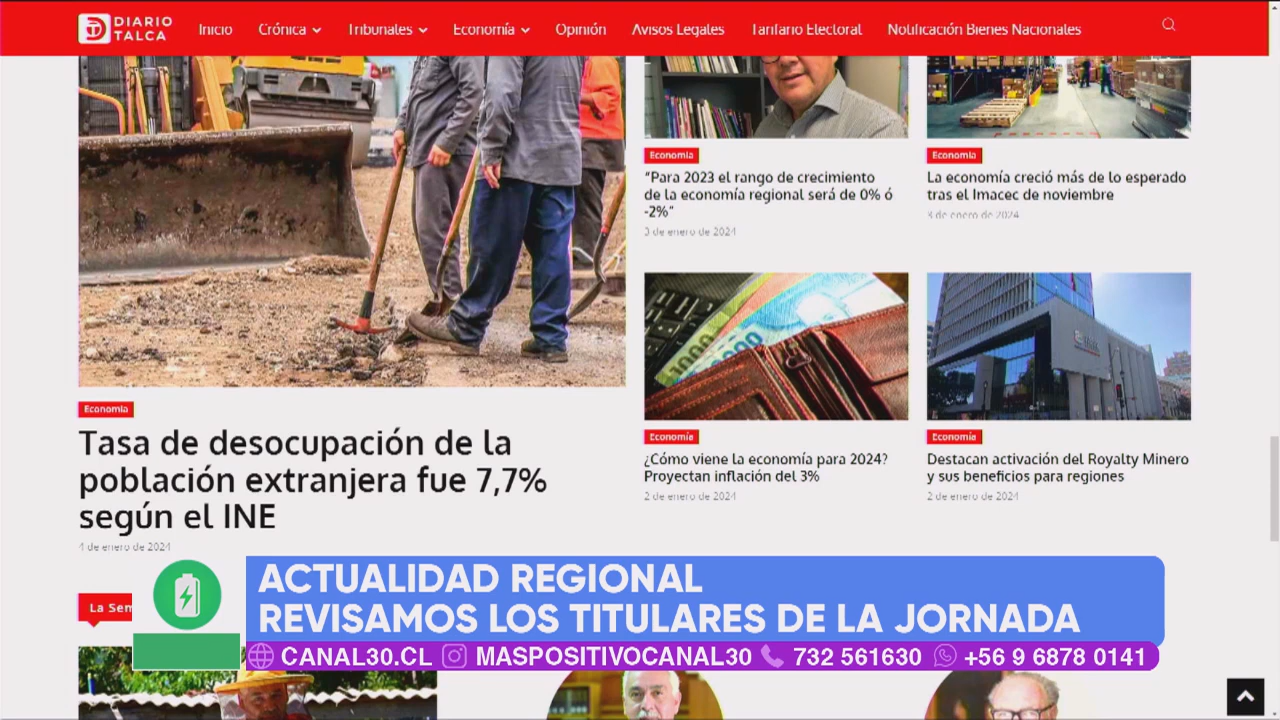 DIARIO
TALCA
Inicio
Crónica
Tribunales
Economía
Opinión
Avisos Legales
Tarifario Electoral
Notificación Bienes Nacionales
Economía
"Para 2023 el rango de crecimiento
de la economía regional será de 0% ó
-2%"
3 de enero de 2024
Economía
La economía creció más de lo esperado
tras el Imacec de noviembre
3 de enero de 2024
Economía
Tasa de desocupación de la
población extranjera fue 7,7%
según el INE
4 de enero de 2024
Economía
¿Cómo viene la economía para 2024?
Proyectan inflación del 3%
2 de enero de 2024
Economía
Destacan activación del Royalty Minero
y sus beneficios para regiones
2 de enero de 2024
La Sem
ACTUALIDAD REGIONAL
REVISAMOS LOS TITULARES DE LA JORNADA
CANAL30.CL MASPOSITIVOCANAL30 732 561630 +56 9 6878 0141